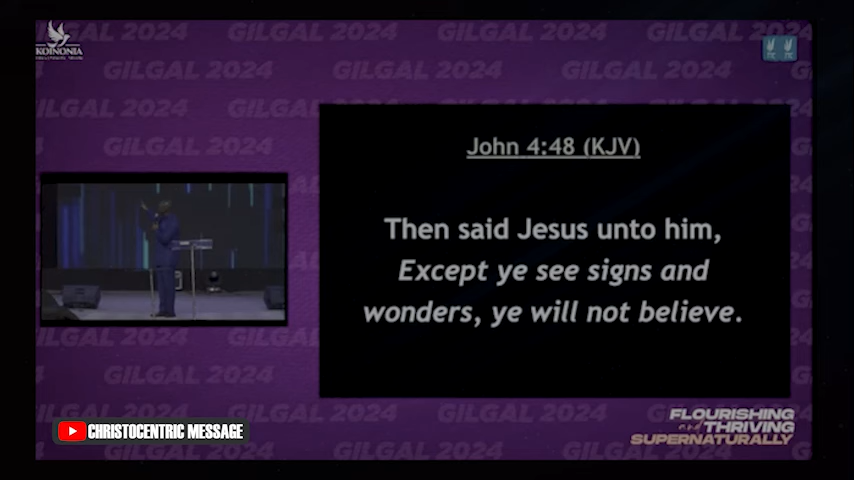 KOINONIA
GILGAL 2024
John 4:48 (KJV)
Then said Jesus unto him,
Except ye see signs and
wonders, ye will not believe.
CHRISTOCENTRIC MESSAGE
FLOURISHING
and THRIVING
SUPERNATURALLY